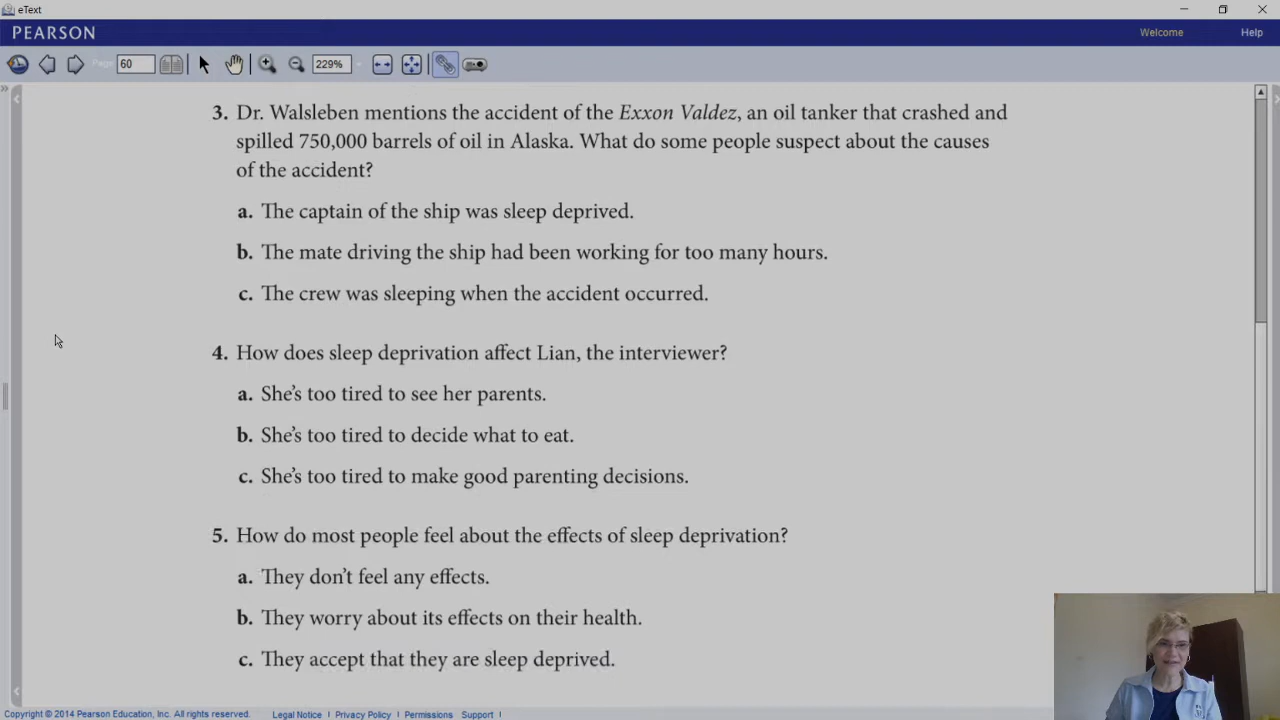 eText
PEARSON
Welcome
Help
Page
60
229%
3. Dr. Walsleben mentions the accident of the Exxon Valdez, an oil tanker that crashed and
spilled 750,000 barrels of oil in Alaska. What do some people suspect about the causes
of the accident?
a. The captain of the ship was sleep deprived.
b. The mate driving the ship had been working for too many hours.
c. The crew was sleeping when the accident occurred.
4. How does sleep deprivation affect Lian, the interviewer?
a. She's too tired to see her parents.
b. She's too tired to decide what to eat.
c. She's too tired to make good parenting decisions.
5. How do most people feel about the effects of sleep deprivation?
a. They don't feel any effects.
b. They worry about its effects on their health.
c. They accept that they are sleep deprived.
Copyright © 2014 Pearson Education, Inc. All rights reserved. Legal Notice | Privacy Policy | Permissions Support |